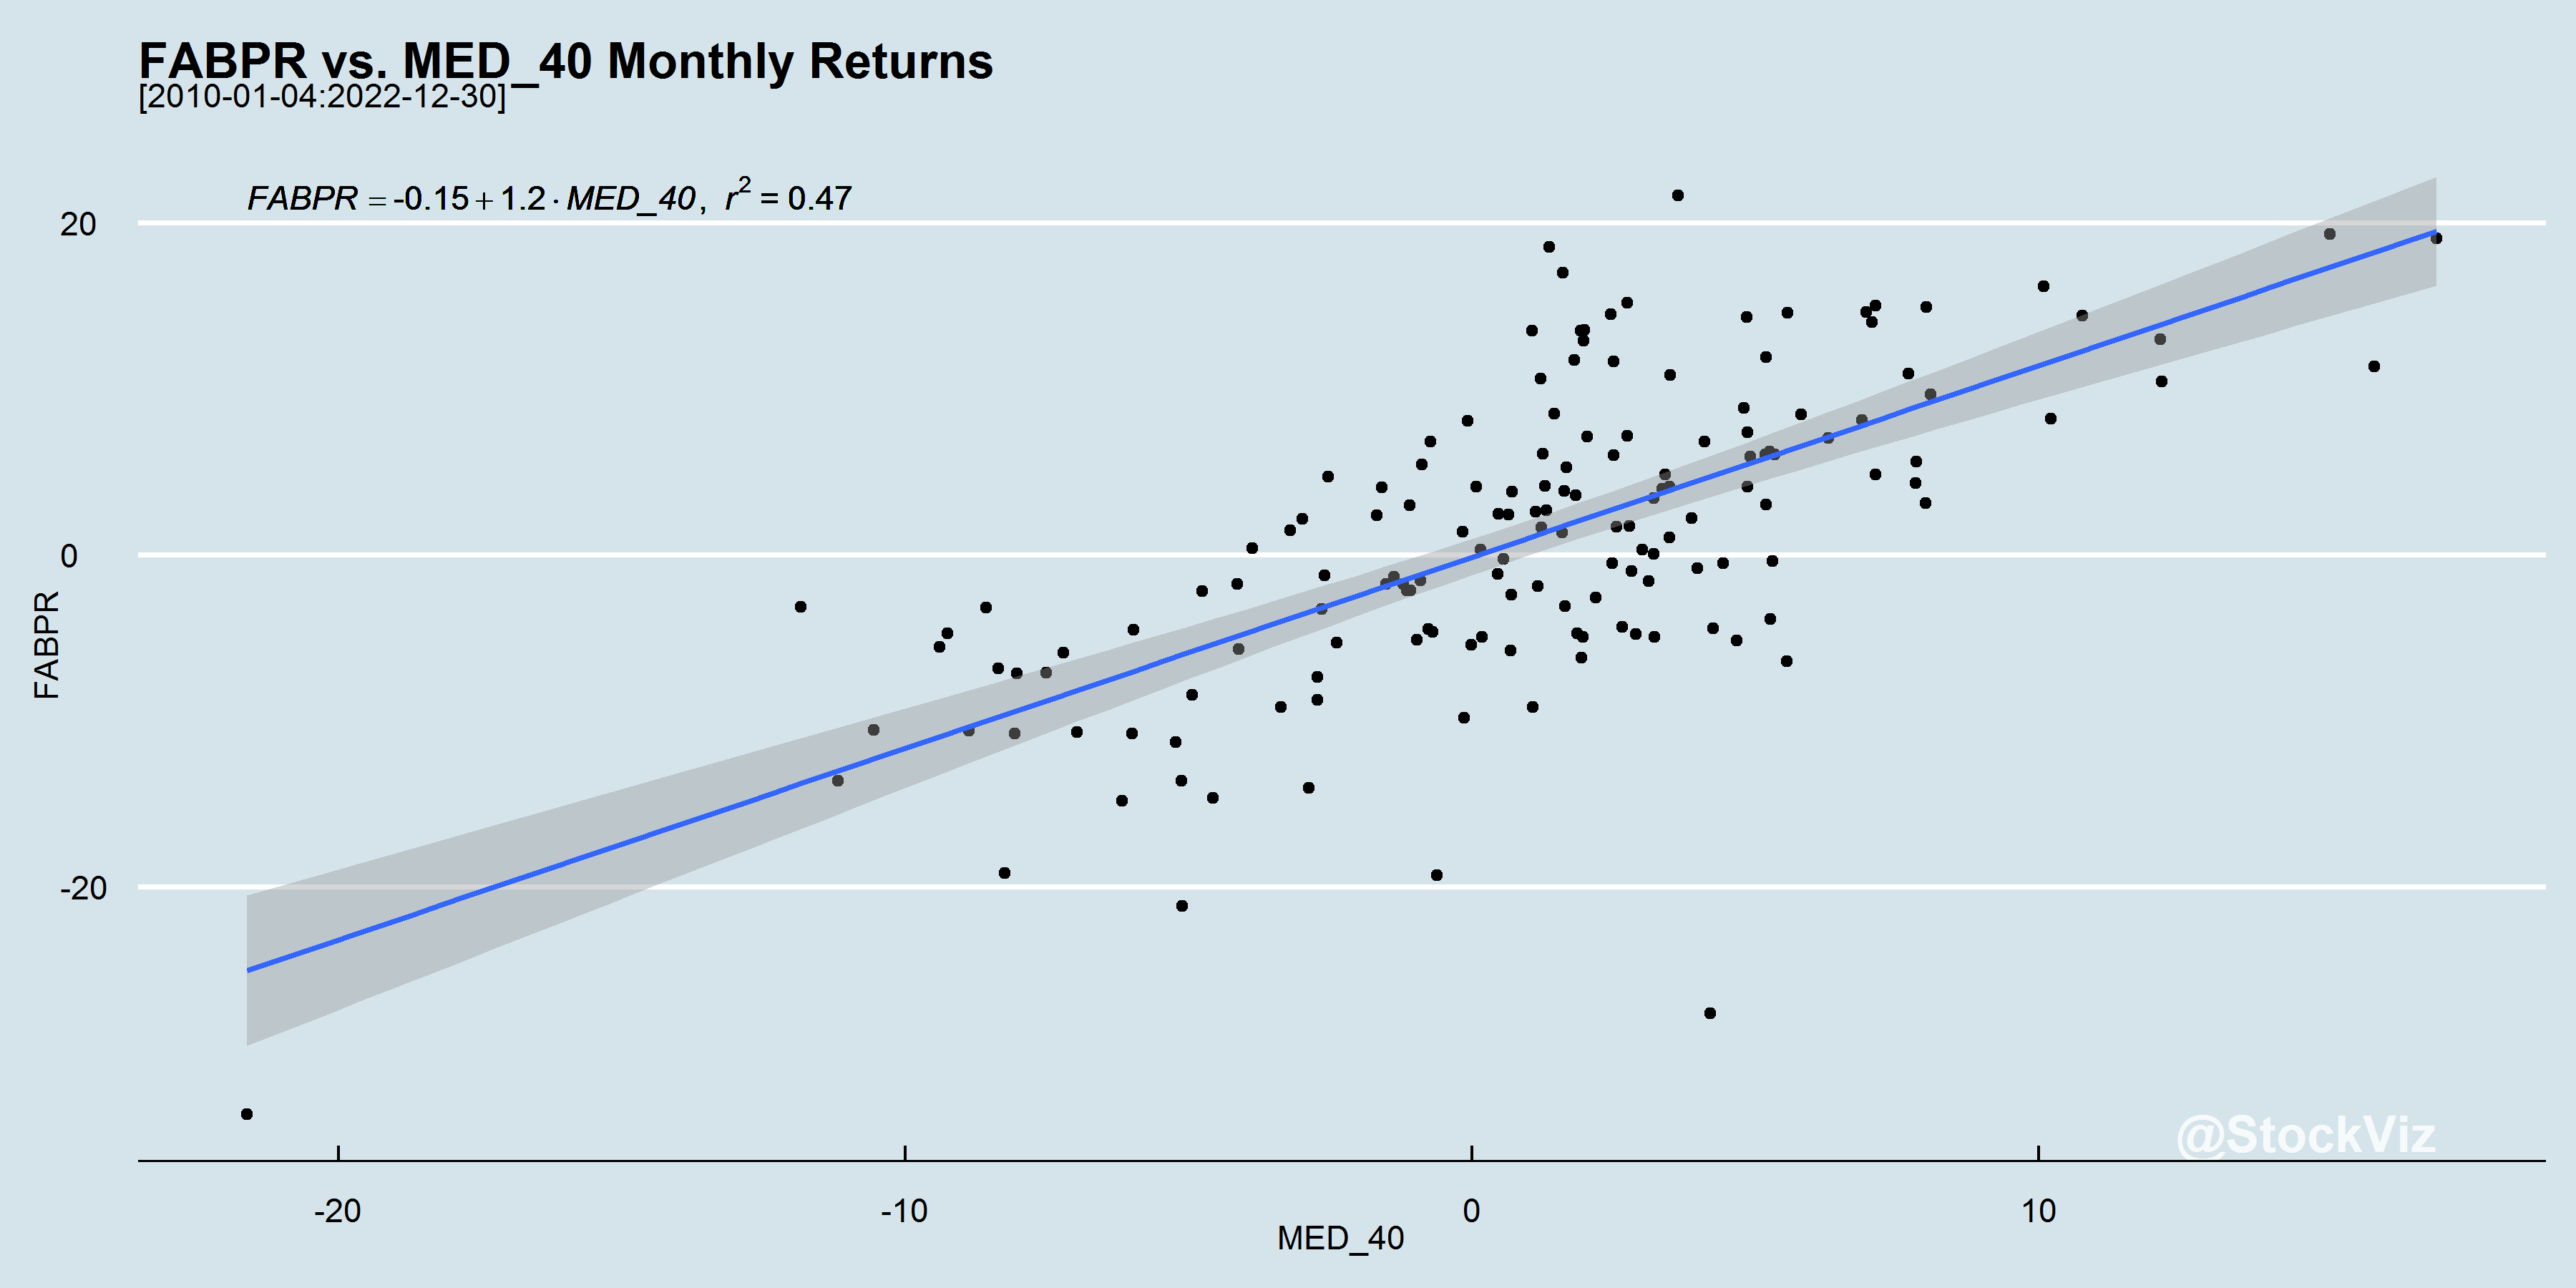 FABPR vs. MED_40 Monthly Returns
[2010-01-04:2022-12-30]
FABPR = -0.15 + 1.2 · MED_40, r² = 0.47
20
0
-20
FABPR
-20 -10 0 10
MED_40
@StockViz